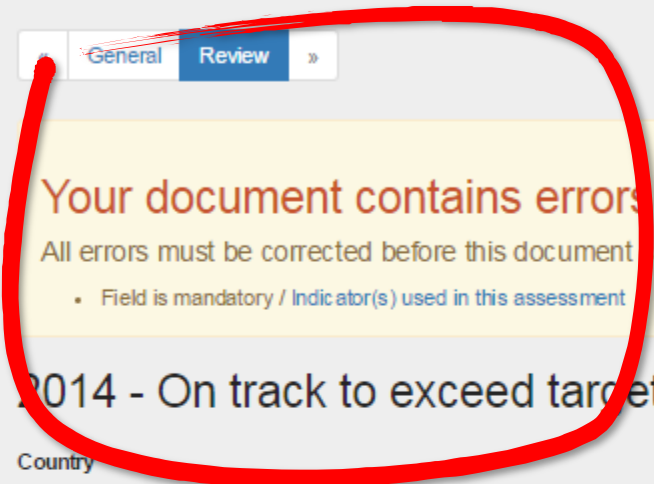 « General Review »
Your document contains errors
All errors must be corrected before this document
• Field is mandatory / Indicator(s) used in this assessment
2014 - On track to exceed target
Country